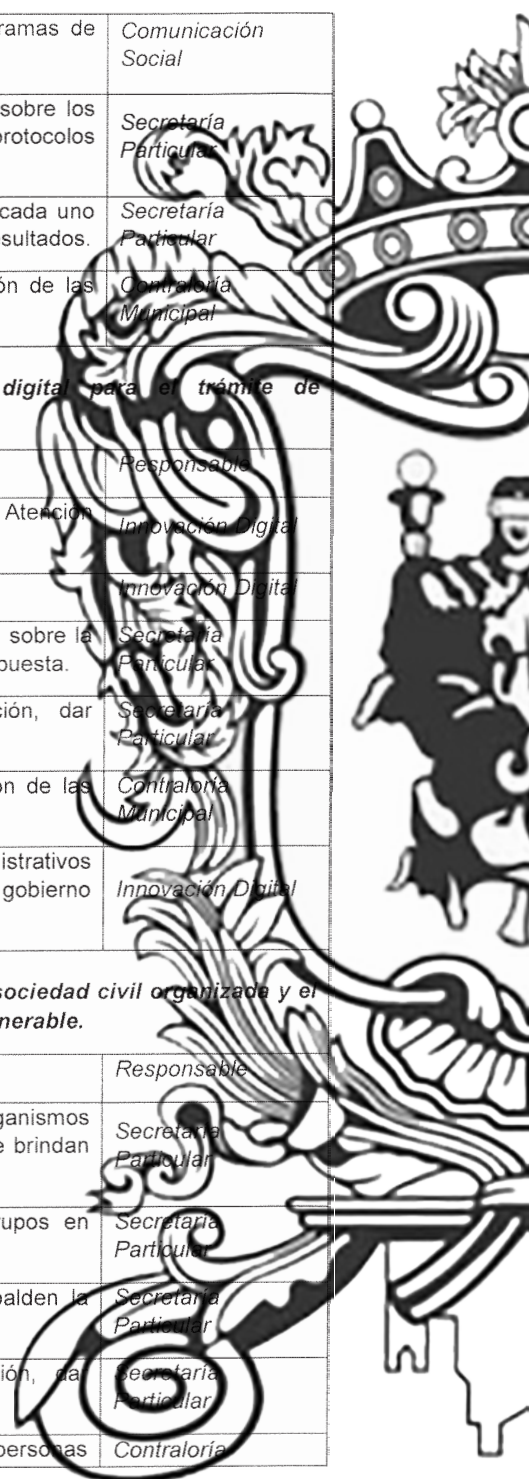 ramas de
Comunicación
Social
sobre los
protocolos
Secretaría
Particular
cada uno
sultados.
Secretaría
Particular
ón de las
Contraloría
Municipal
digital para el trámite de
Responsable
Atención
Innovación Digital
Innovación Digital
sobre la
puesta.
Secretaría
Particular
ción, dar
Secretaría
Particular
ón de las
Contraloría
Municipal
istrativos
gobierno
Innovación Digital
sociedad civil organizada y el
nerable.
Responsable
ganismos
e brindan
Secretaría
Particular
upos en
Secretaría
Particular
palden la
Secretaría
Particular
ión, da
Secretaría
Particular
personas
Contraloría